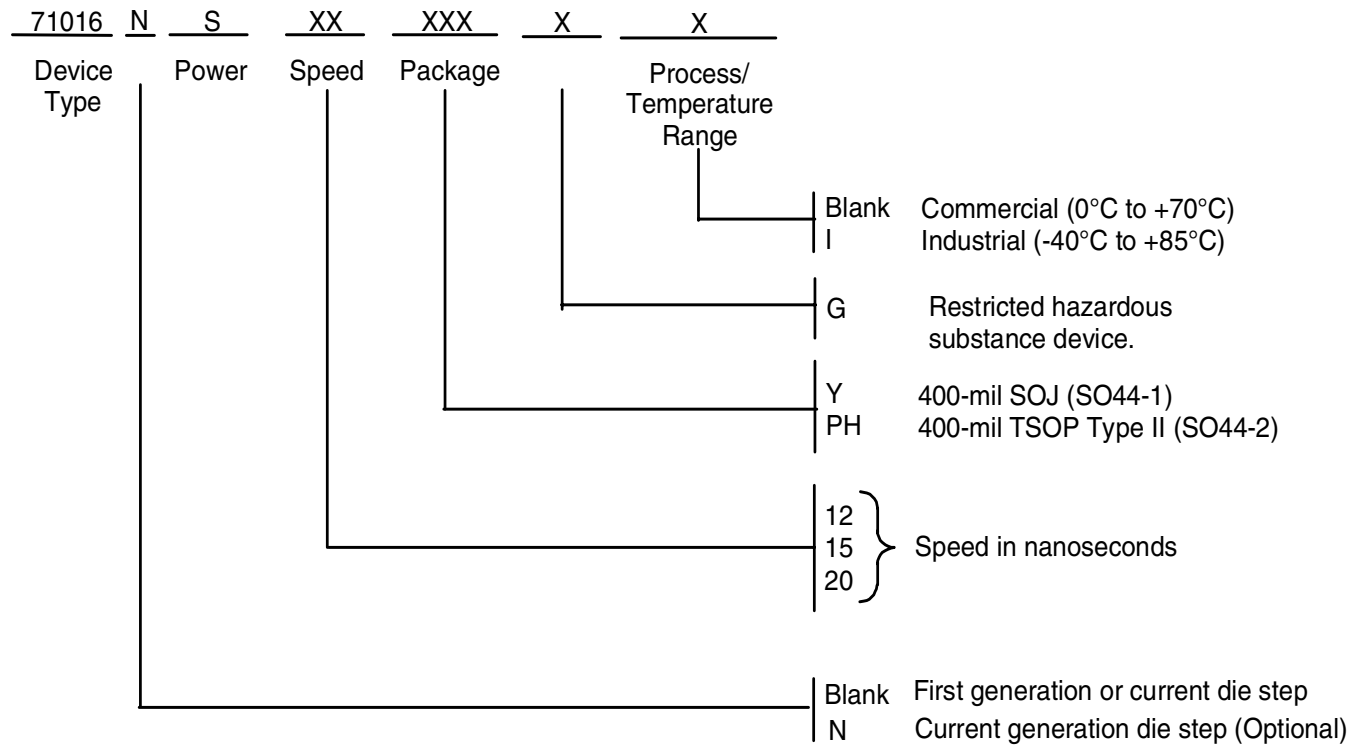 71016 N S XX XXX X X
Device Type
Power
Speed
Package
Process/
Temperature
Range
Blank Commercial (0°C to +70°C)
I Industrial (-40°C to +85°C)
G Restricted hazardous
substance device.
Y 400-mil SOJ (SO44-1)
PH 400-mil TSOP Type II (SO44-2)
12
15 Speed in nanoseconds
20
Blank First generation or current die step
N Current generation die step (Optional)